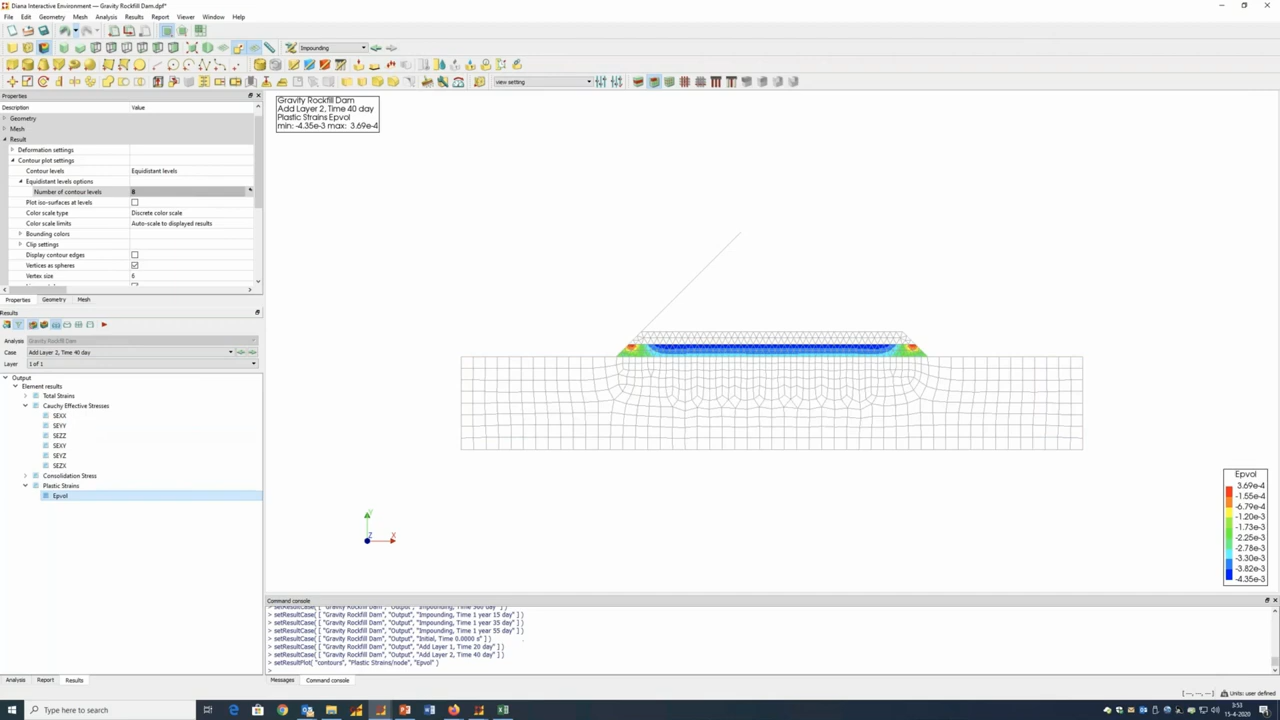 Diana Interactive Environment -- Gravity Rockfill Dam.dpf*
File Edit Geometry Mesh Analysis Results Report Viewer Window Help
Impounding
view setting
Properties
Description Value
Geometry
Mesh
Result
Deformation settings
Contour plot settings
Contour levels Equidistant levels
Equidistant levels options
Number of contour levels 8
Plot iso-surfaces at levels
Color scale type Discrete color scale
Color scale limits Auto-scale to displayed results
Bounding colors
Clip settings
Display contour edges
Vertices as spheres
Vertex size 6
Properties Geometry Mesh
Results
Analysis Gravity Rockfill Dam
Case Add Layer 2, Time 40 day
Layer 1 of 1
Output
Element results
Total Strains
Cauchy Effective Stresses
SEXX
SEYY
SEZZ
SEXY
SEYZ
SEZX
Consolidation Stress
Plastic Strains
Epvol
Analysis Report Results
Gravity Rockfill Dam
Add Layer 2, Time 40 day
Plastic Strains Epvol
min: -4.35e-3 max: 3.69e-4
Y
Z X
Epvol
3.69e-4
-1.55e-4
-6.79e-4
-1.20e-3
-1.73e-3
-2.25e-3
-2.78e-3
-3.30e-3
-3.82e-3
-4.35e-3
Command console
> setResultCase( [ "Gravity Rockfill Dam", "Output", "Impounding, Time 360 day" ] )
> setResultCase( [ "Gravity Rockfill Dam", "Output", "Impounding, Time 1 year 15 day" ] )
> setResultCase( [ "Gravity Rockfill Dam", "Output", "Impounding, Time 1 year 35 day" ] )
> setResultCase( [ "Gravity Rockfill Dam", "Output", "Impounding, Time 1 year 55 day" ] )
> setResultCase( [ "Gravity Rockfill Dam", "Output", "Initial, Time 0.0000 s" ] )
> setResultCase( [ "Gravity Rockfill Dam", "Output", "Add Layer 1, Time 20 day" ] )
> setResultCase( [ "Gravity Rockfill Dam", "Output", "Add Layer 2, Time 40 day" ] )
> setResultPlot( "contours", "Plastic Strains/node", "Epvol" )
>
Messages Command console
[ --, --, -- ] Units: user defined
Type here to search
3:53
15-4-2020